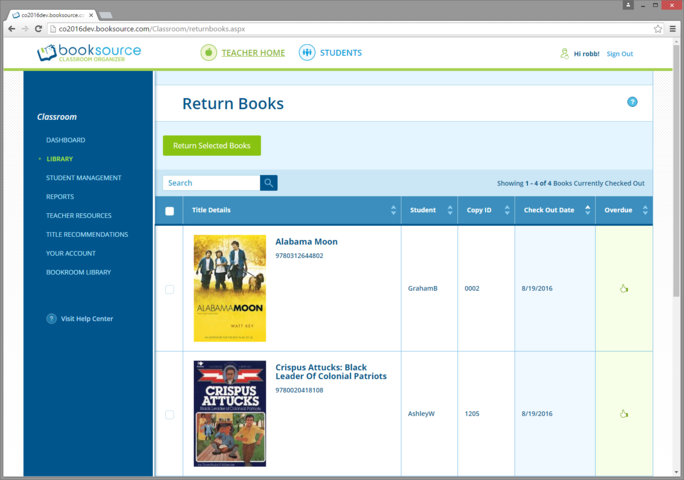 co2016dev.booksource.co
co2016dev.booksource.com/Classroom/returnbooks.aspx
booksource
CLASSROOM ORGANIZER
TEACHER HOME
STUDENTS
Hi robb!
Sign Out
Classroom
DASHBOARD
LIBRARY
STUDENT MANAGEMENT
REPORTS
TEACHER RESOURCES
TITLE RECOMMENDATIONS
YOUR ACCOUNT
BOOKROOM LIBRARY
? Visit Help Center
Return Books
?
Return Selected Books
Search
Showing 1 - 4 of 4 Books Currently Checked Out
Title Details
Student
Copy ID
Check Out Date
Overdue
ALABAMA MOON
WATT KEY
Alabama Moon
9780312644802
GrahamB
0002
8/19/2016
CRISPUS
ATTUCKS
Black Leader of Colonial Patriots
Crispus Attucks: Black
Leader Of Colonial Patriots
9780020418108
AshleyW
1205
8/19/2016